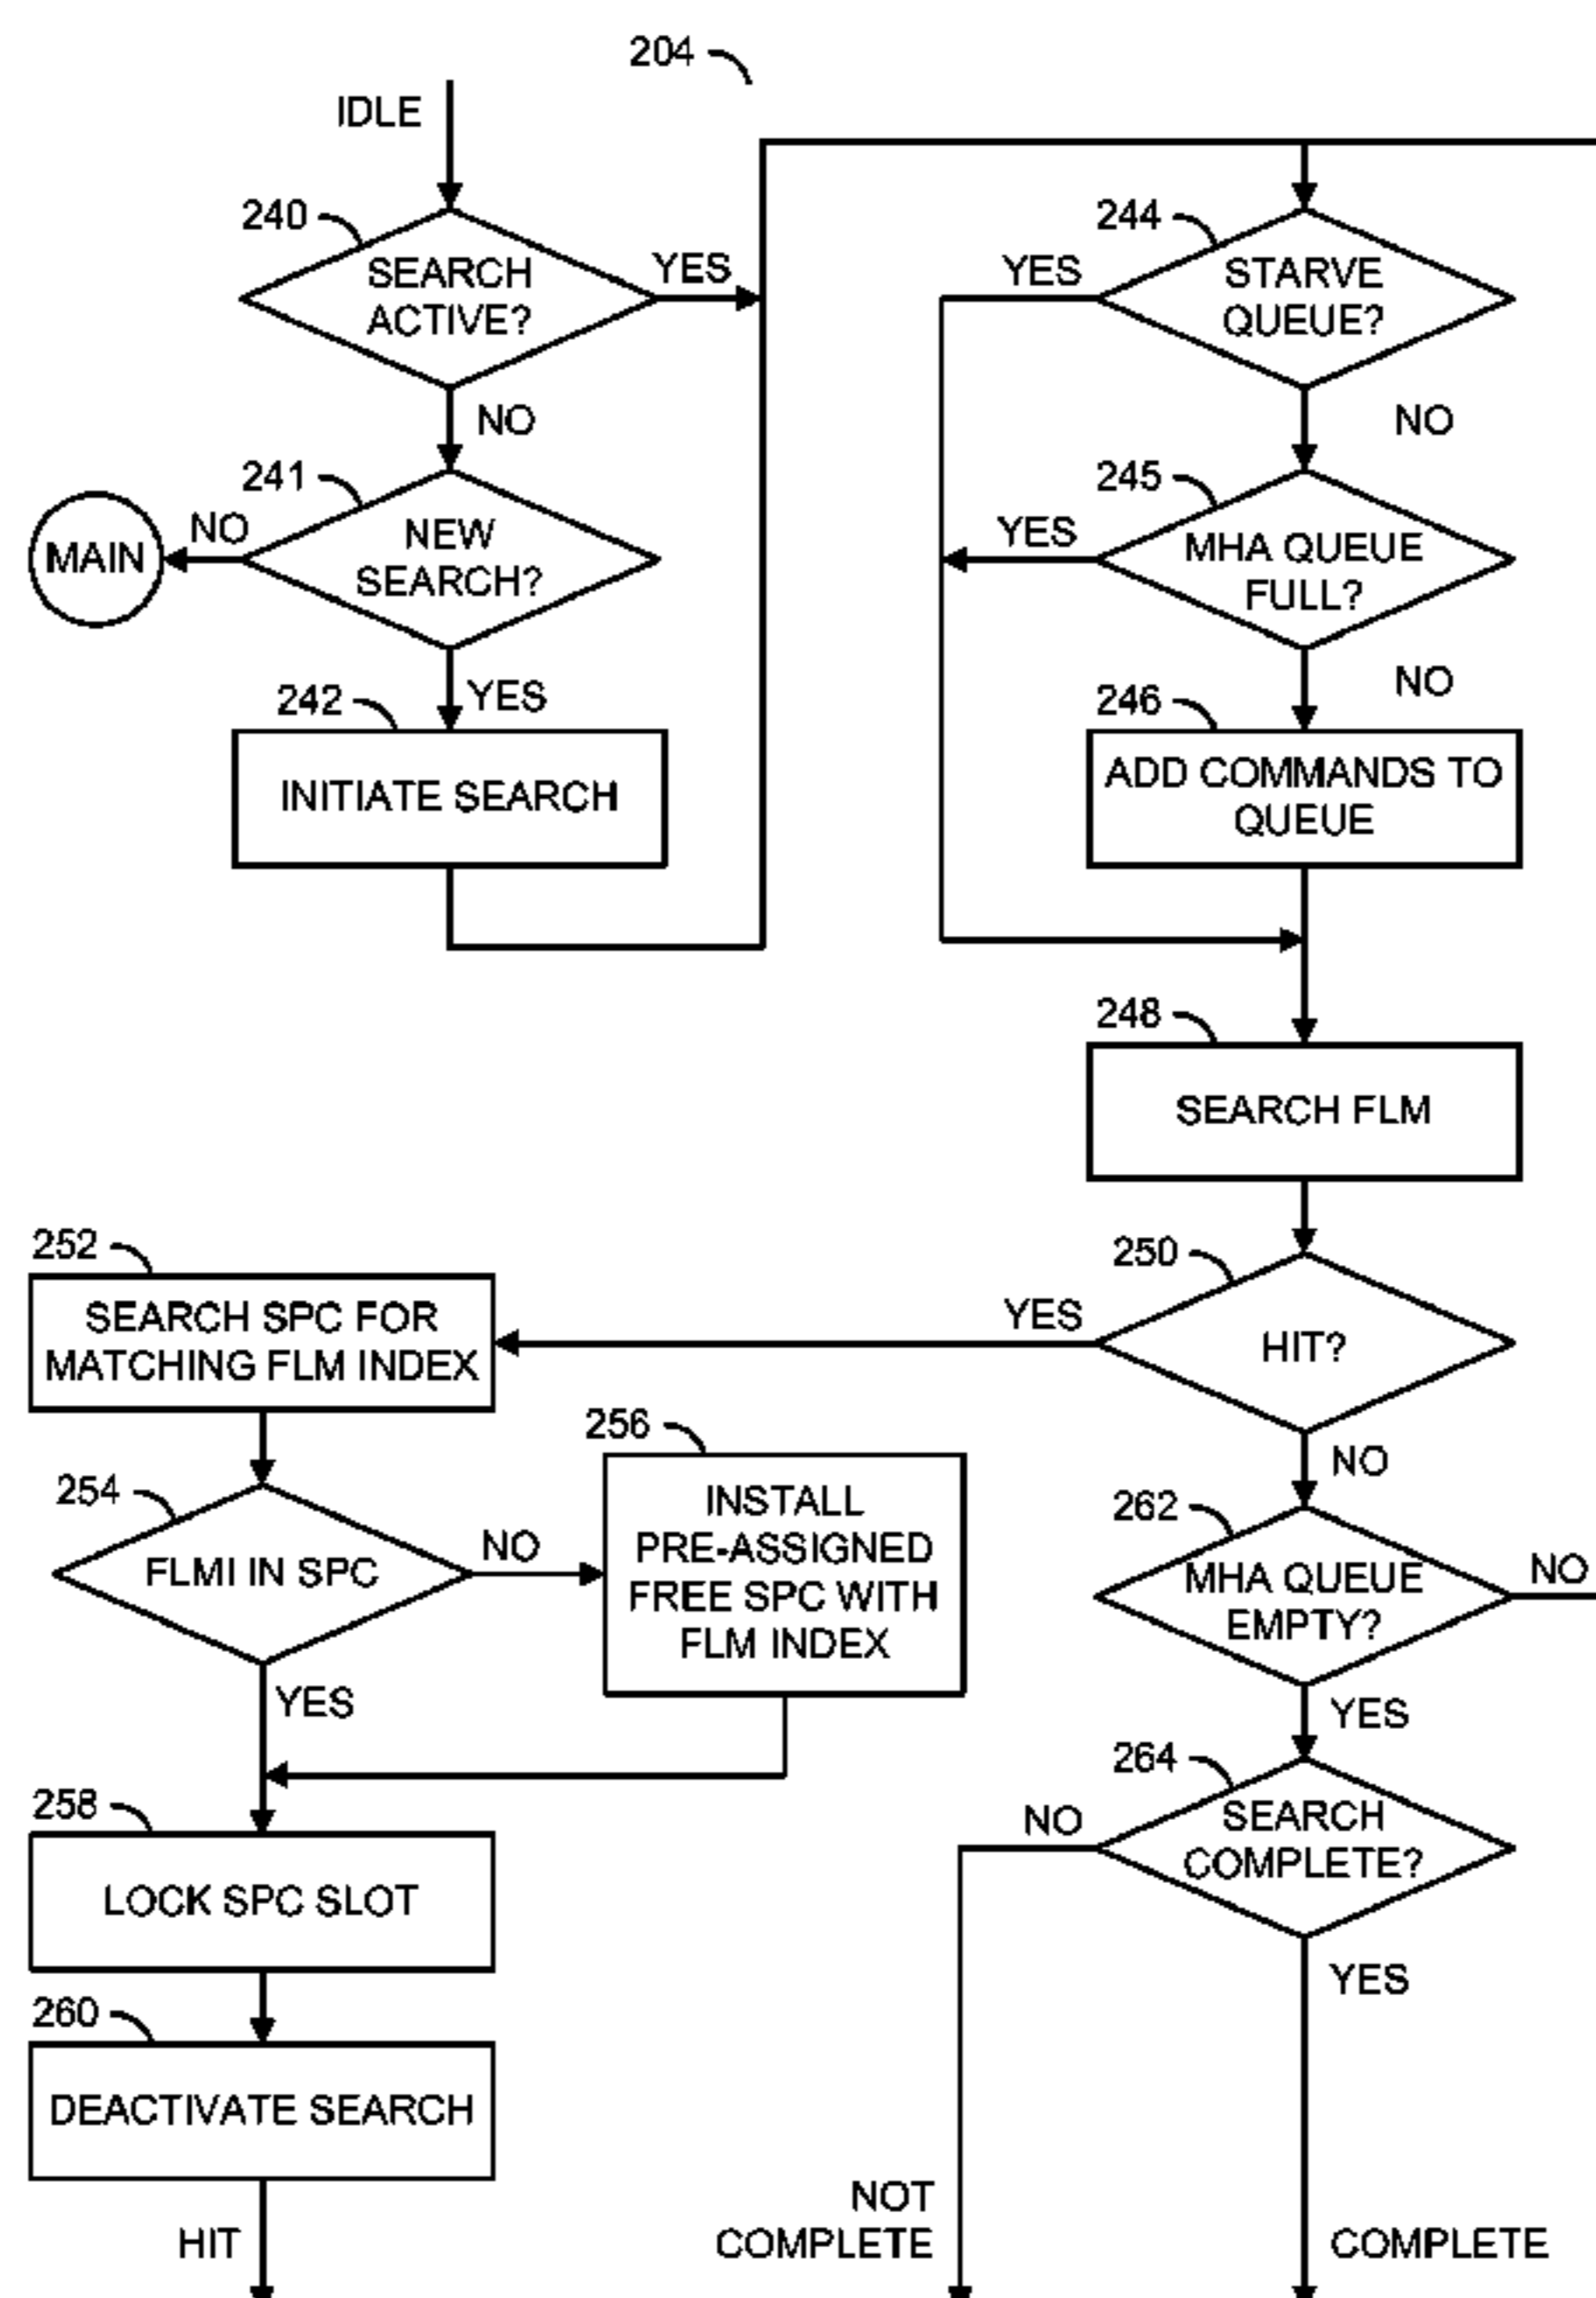 204
IDLE
240
SEARCH
ACTIVE?
YES
NO
241
NEW
SEARCH?
NO
MAIN
YES
242
INITIATE SEARCH
244
STARVE
QUEUE?
YES
NO
245
MHA QUEUE
FULL?
YES
NO
246
ADD COMMANDS TO
QUEUE
248
SEARCH FLM
250
HIT?
YES
NO
252
SEARCH SPC FOR
MATCHING FLM INDEX
254
FLMI IN SPC
NO
YES
256
INSTALL
PRE-ASSIGNED
FREE SPC WITH
FLM INDEX
258
LOCK SPC SLOT
260
DEACTIVATE SEARCH
HIT
262
MHA QUEUE
EMPTY?
NO
YES
264
SEARCH
COMPLETE?
NO
YES
NOT
COMPLETE
COMPLETE